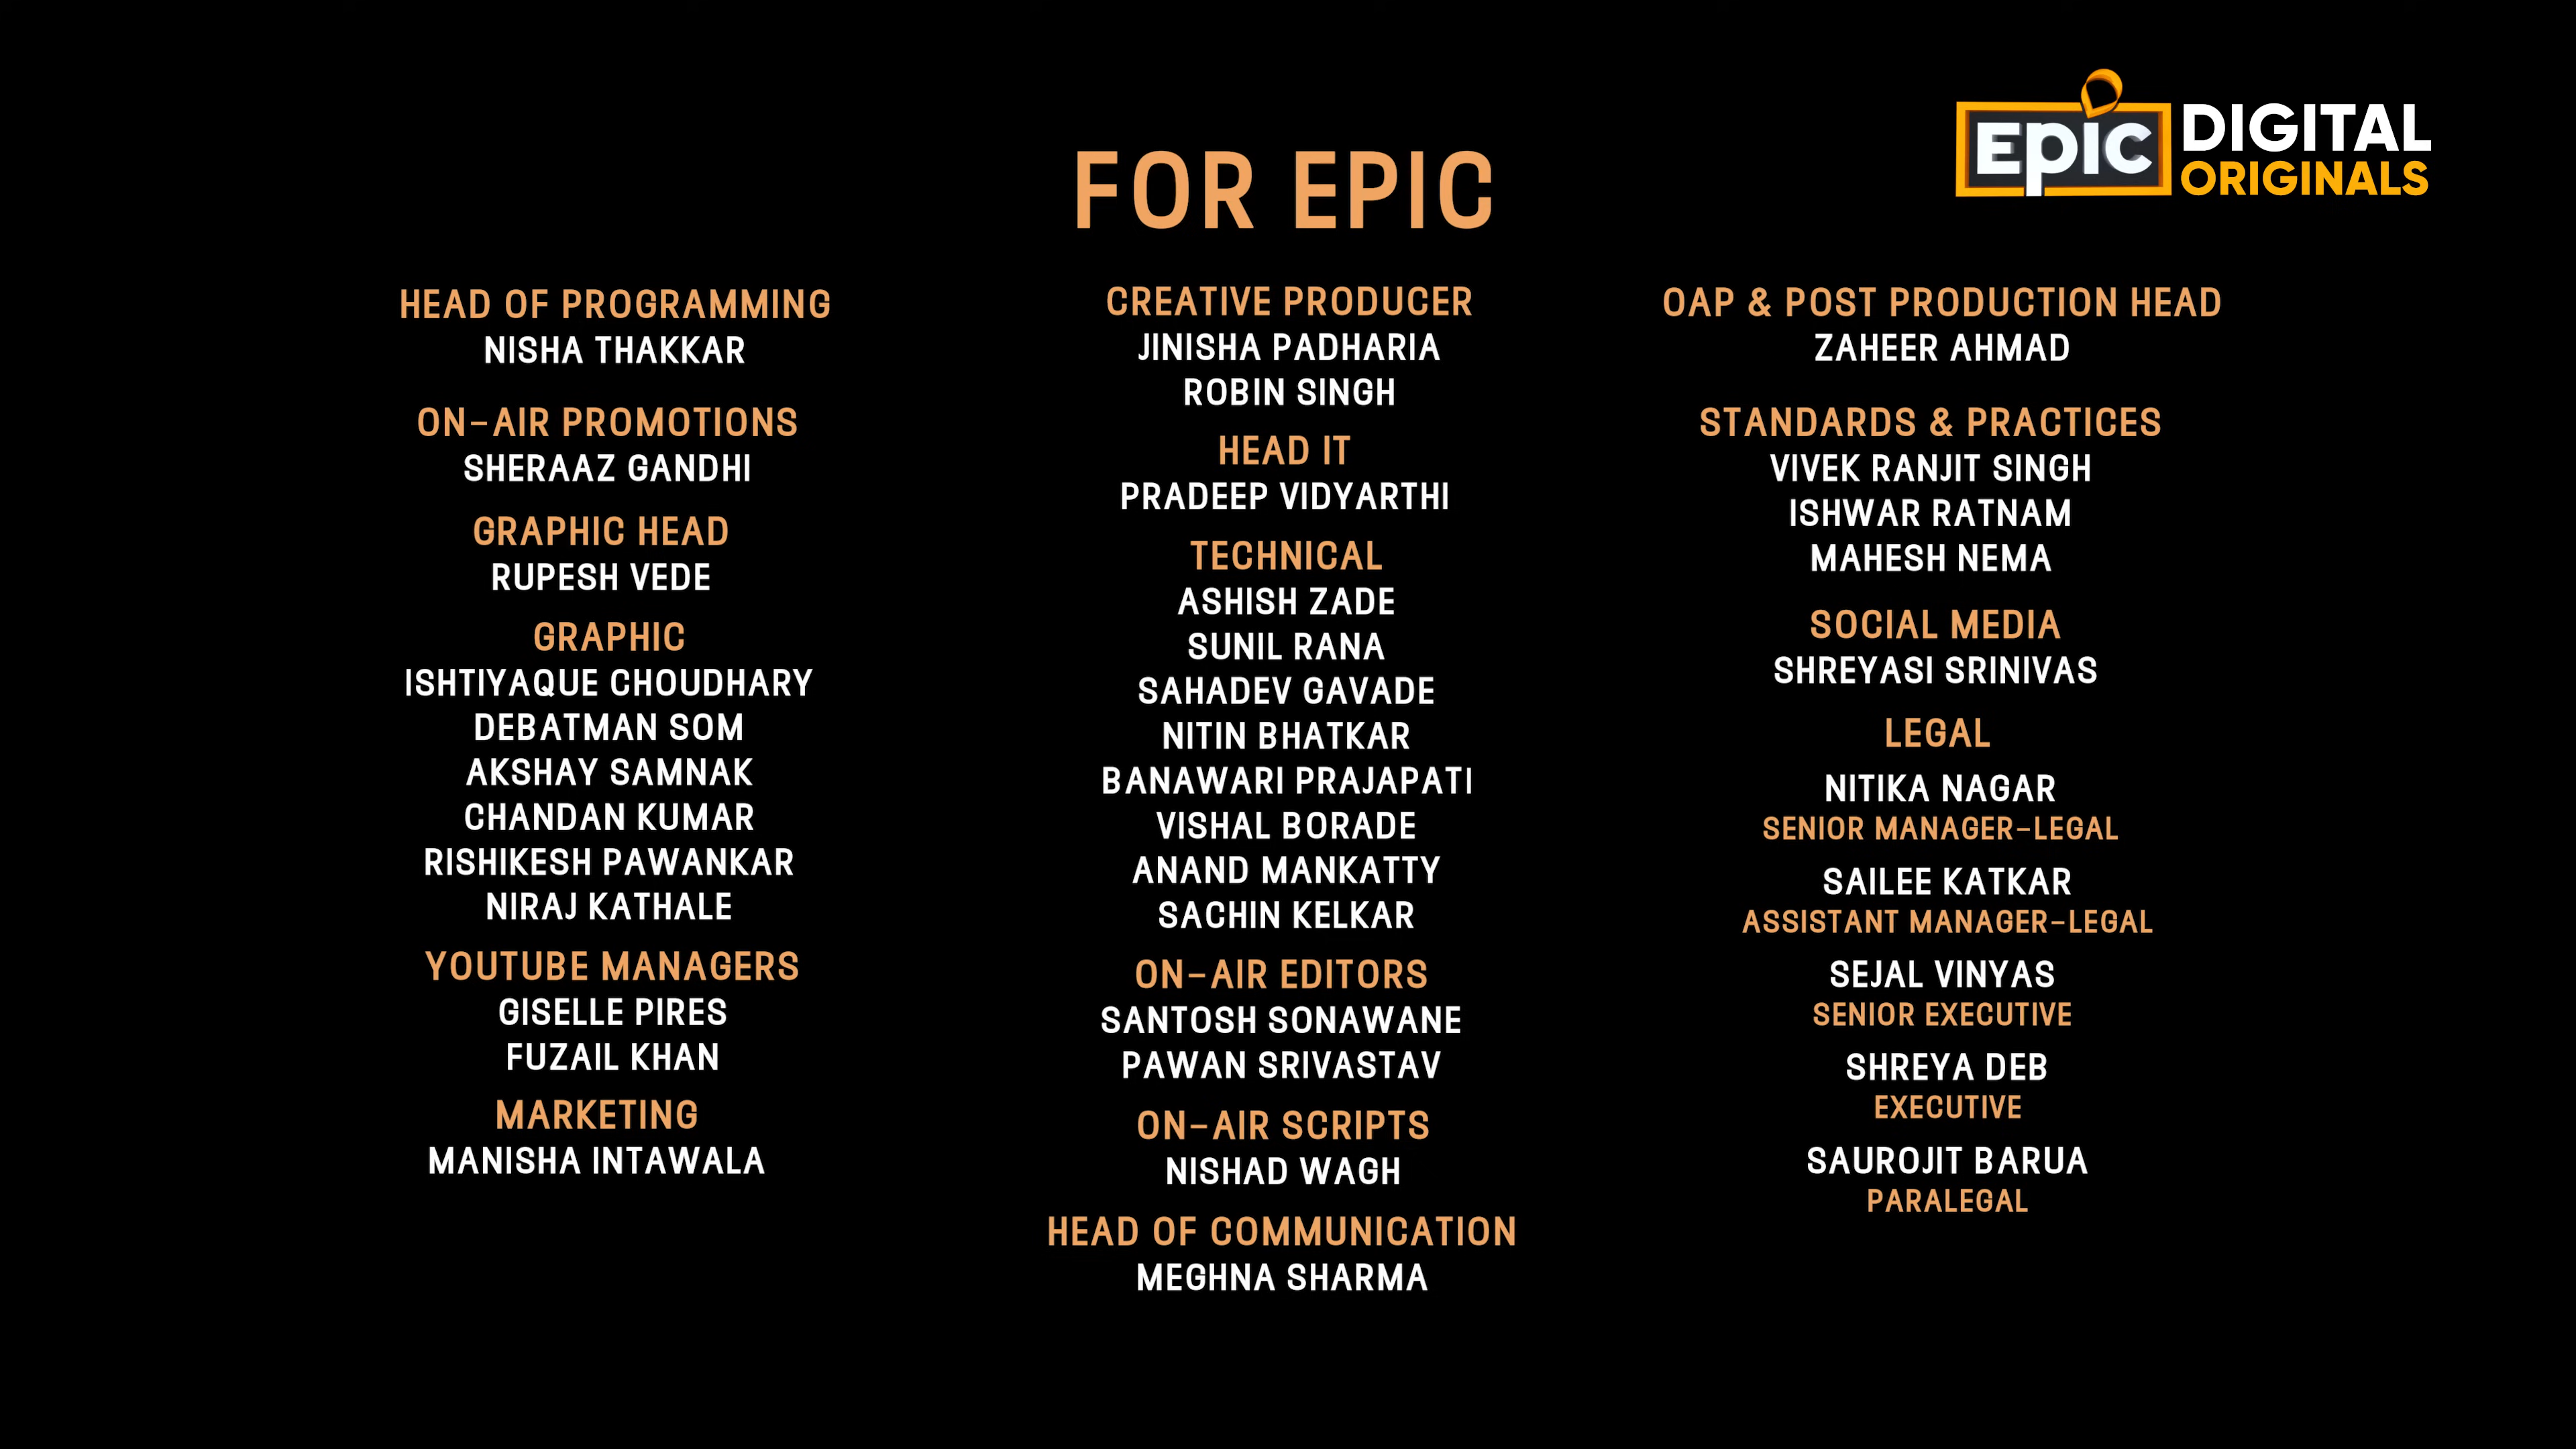 Epic DIGITAL
ORIGINALS
FOR EPIC
HEAD OF PROGRAMMING
NISHA THAKKAR
ON-AIR PROMOTIONS
SHERAAZ GANDHI
GRAPHIC HEAD
RUPESH VEDE
GRAPHIC
ISHTIYAQUE CHOUDHARY
DEBATMAN SOM
AKSHAY SAMNAK
CHANDAN KUMAR
RISHIKESH PAWANKAR
NIRAJ KATHALE
YOUTUBE MANAGERS
GISELLE PIRES
FUZAIL KHAN
MARKETING
MANISHA INTAWALA
CREATIVE PRODUCER
JINISHA PADHARIA
ROBIN SINGH
HEAD IT
PRADEEP VIDYARTHI
TECHNICAL
ASHISH ZADE
SUNIL RANA
SAHADEV GAVADE
NITIN BHATKAR
BANAWARI PRAJAPATI
VISHAL BORADE
ANAND MANKATTY
SACHIN KELKAR
ON-AIR EDITORS
SANTOSH SONAWANE
PAWAN SRIVASTAV
ON-AIR SCRIPTS
NISHAD WAGH
HEAD OF COMMUNICATION
MEGHNA SHARMA
OAP & POST PRODUCTION HEAD
ZAHEER AHMAD
STANDARDS & PRACTICES
VIVEK RANJIT SINGH
ISHWAR RATNAM
MAHESH NEMA
SOCIAL MEDIA
SHREYASI SRINIVAS
LEGAL
NITIKA NAGAR
SENIOR MANAGER-LEGAL
SAILEE KATKAR
ASSISTANT MANAGER-LEGAL
SEJAL VINYAS
SENIOR EXECUTIVE
SHREYA DEB
EXECUTIVE
SAUROJIT BARUA
PARALEGAL